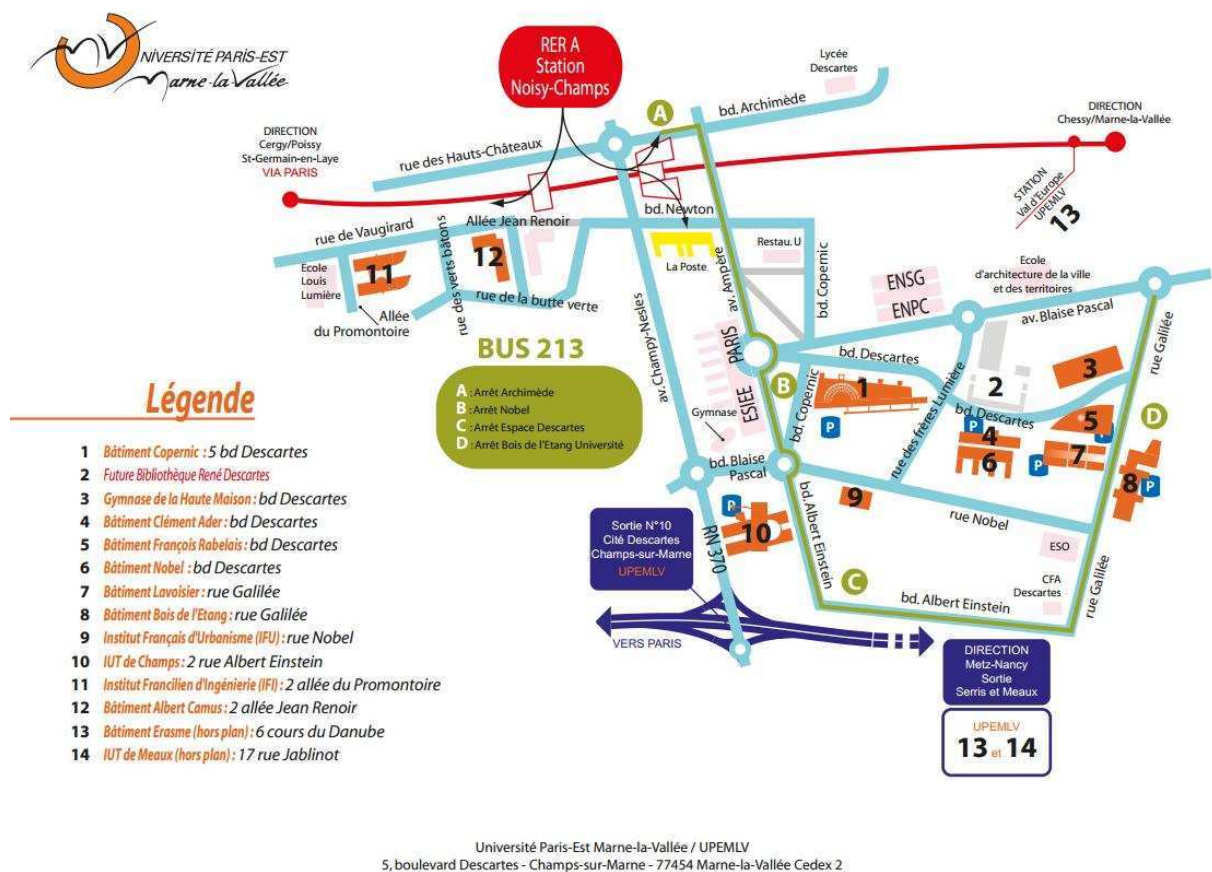 UNIVERSITÉ PARIS-EST
Marne-la-Vallée
RER A
Station
Noisy-Champs
Lycée
Descartes
A
bd. Archimède
DIRECTION
Cergy/Poissy
St-Germain-en-Laye
VIA PARIS
rue des Hauts-Châteaux
DIRECTION
Chessy/Marne-la-Vallée
STATION
Val d'Europe
UPEMLV
13
bd. Newton
rue de Vaugirard
Allée Jean Renoir
Ecole
Louis
Lumière
11
12
rue des verts bâtons
rue de la butte verte
Allée
du Promontoire
La Poste
Restau. U
av. Ampère
bd. Copernic
ENSG
ENPC
Ecole
d'architecture de la ville
et des territoires
av. Blaise Pascal
av. Champy-Nesles
ESIEE PARIS
Gymnase
bd. Descartes
B
bd. Copernic
1
P
rue des frères Lumière
2
3
rue Galilée
bd. Descartes
P
4
6
P
5
P
7
D
8
P
bd. Blaise
Pascal
P
10
9
rue Nobel
RN 370
bd. Albert Einstein
C
ESO
CFA
Descartes
bd. Albert Einstein
rue Galilée
BUS 213
A : Arrêt Archimède
B : Arrêt Nobel
C : Arrêt Espace Descartes
D : Arrêt Bois de l'Etang Université
Sortie N°10
Cité Descartes
Champs-sur-Marne
UPEMLV
VERS PARIS
DIRECTION
Metz-Nancy
Sortie
Serris et Meaux
UPEMLV
13 et 14
Légende
1 Bâtiment Copernic : 5 bd Descartes
2 Future Bibliothèque René Descartes
3 Gymnase de la Haute Maison : bd Descartes
4 Bâtiment Clément Ader : bd Descartes
5 Bâtiment François Rabelais : bd Descartes
6 Bâtiment Nobel : bd Descartes
7 Bâtiment Lavoisier : rue Galilée
8 Bâtiment Bois de l'Etang : rue Galilée
9 Institut Français d'Urbanisme (IFU) : rue Nobel
10 IUT de Champs : 2 rue Albert Einstein
11 Institut Francilien d'Ingénierie (IFI) : 2 allée du Promontoire
12 Bâtiment Albert Camus : 2 allée Jean Renoir
13 Bâtiment Erasme (hors plan) : 6 cours du Danube
14 IUT de Meaux (hors plan) : 17 rue Jablinot
Université Paris-Est Marne-la-Vallée / UPEMLV
5, boulevard Descartes - Champs-sur-Marne - 77454 Marne-la-Vallée Cedex 2